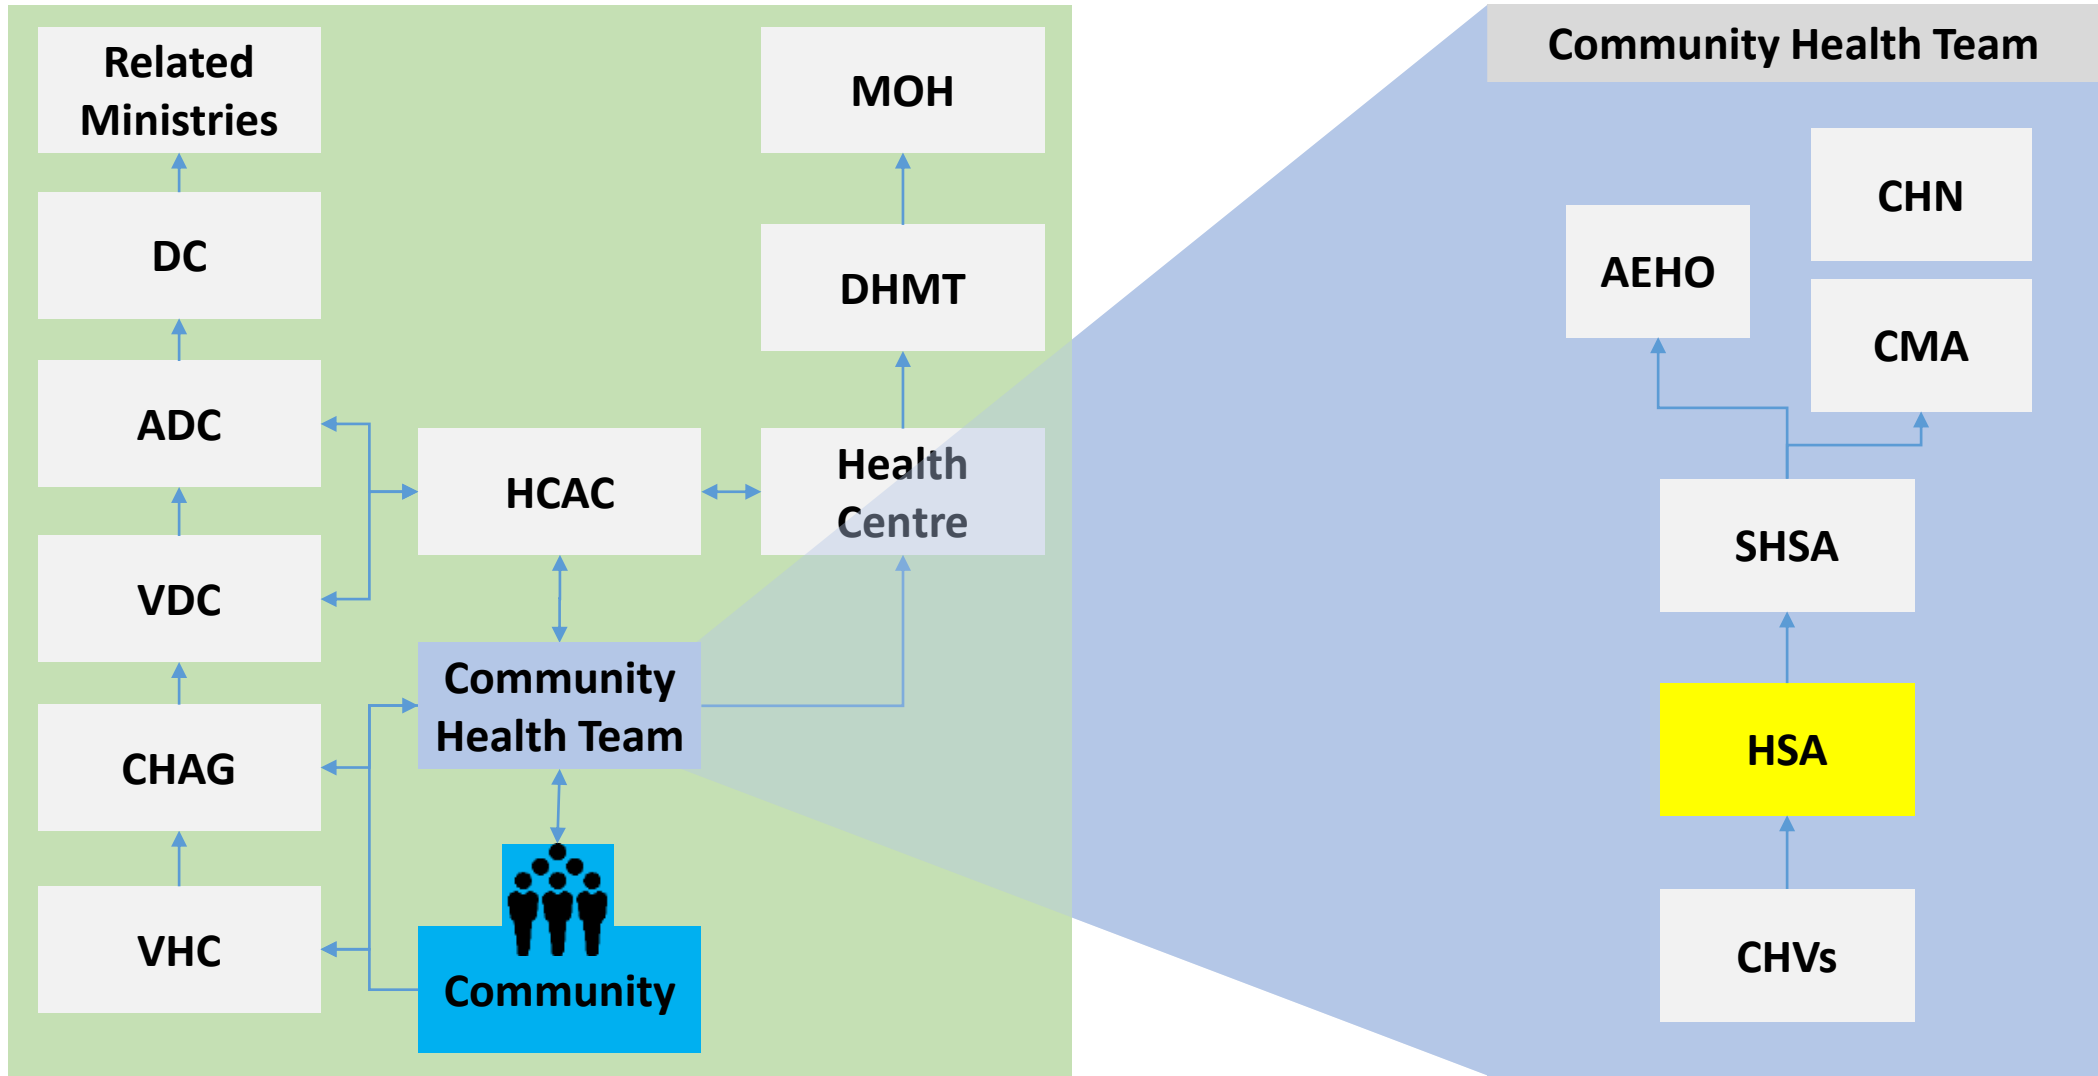 Related
Ministries
DC
ADC
VDC
CHAG
VHC
MOH
DHMT
Health
Centre
HCAC
Community
Health Team
Community
Community Health Team
CHN
AEHO
CMA
SHSA
HSA
CHVs